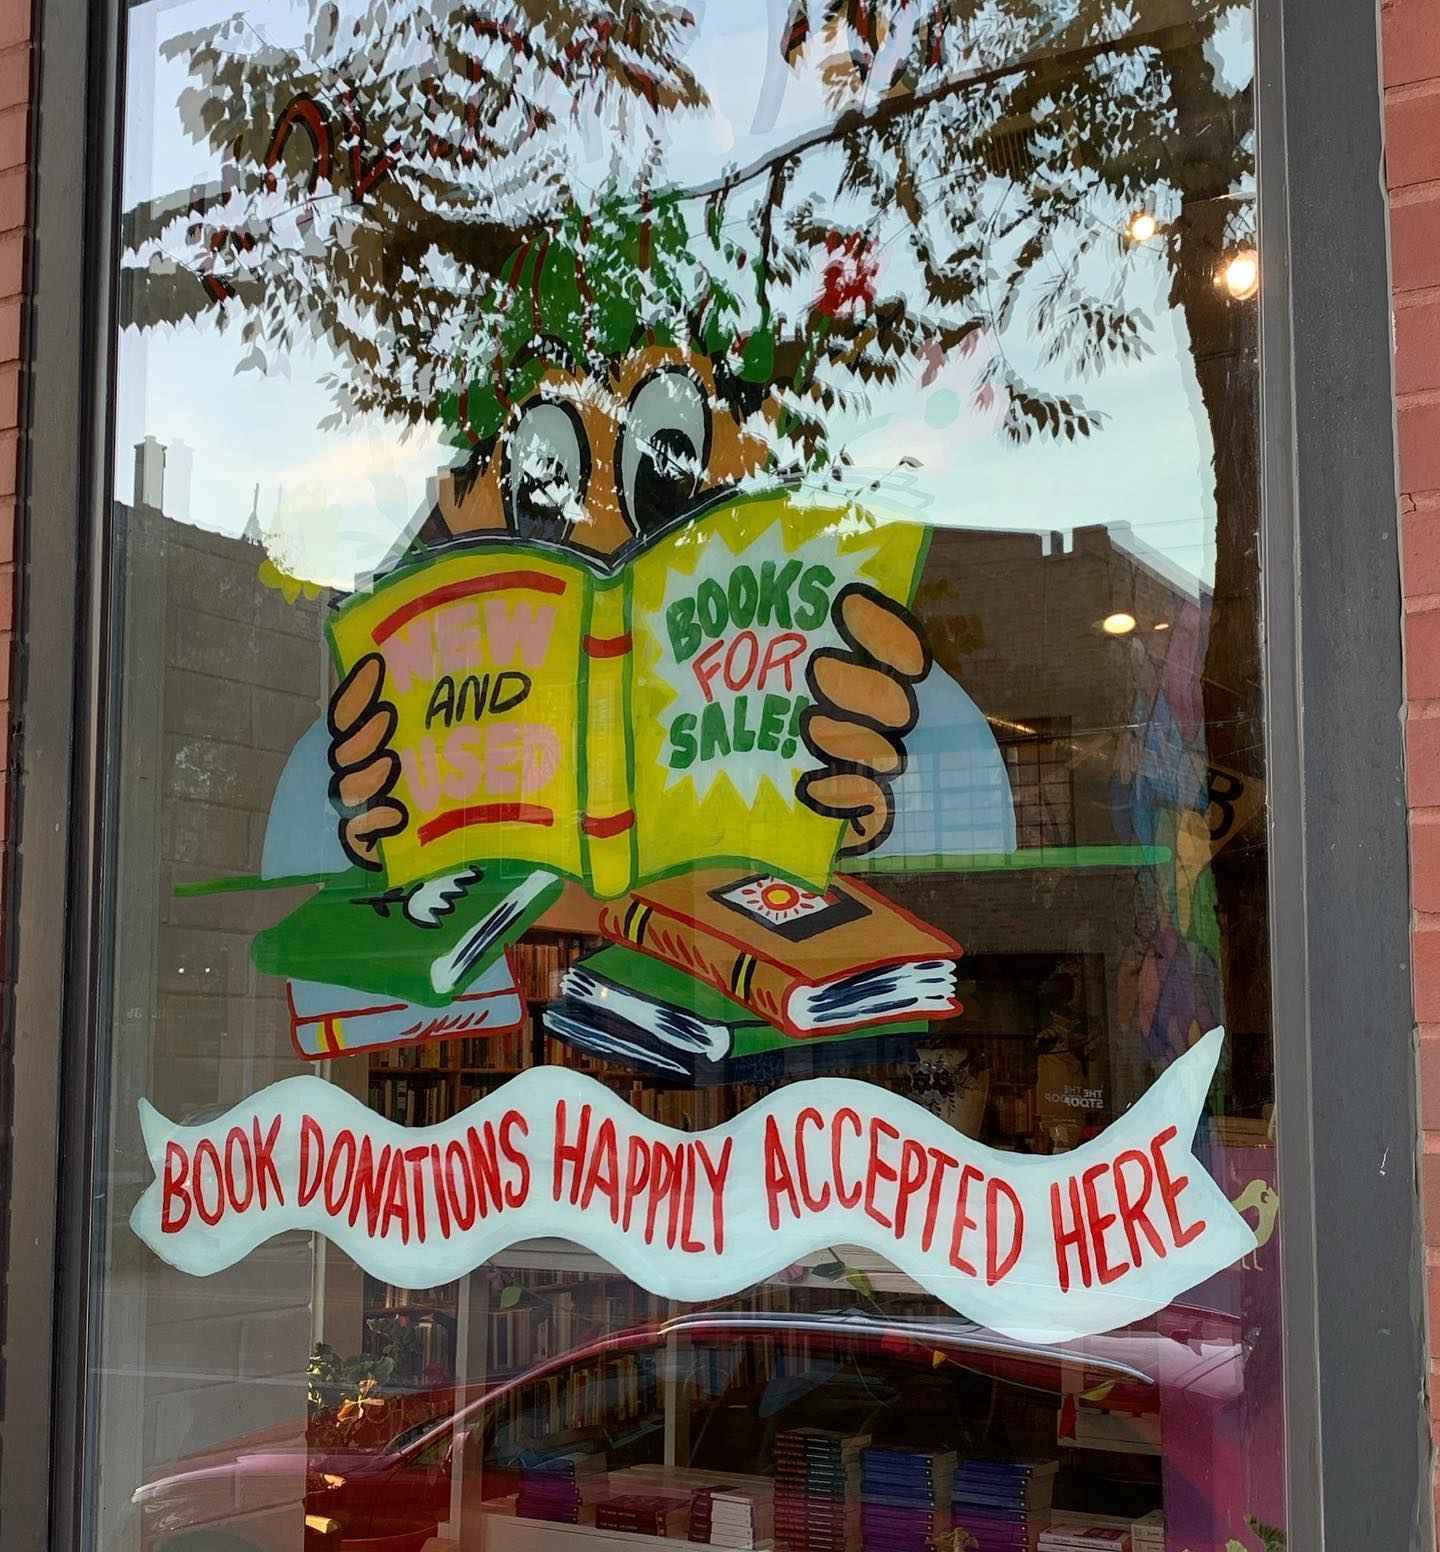 NEW
AND
USED
BOOKS
FOR
SALE!
BOOK DONATIONS HAPPILY ACCEPTED HERE